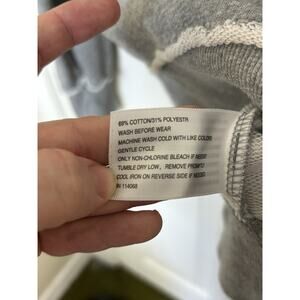 69% COTTON/31% POLYESTR
WASH BEFORE WEAR
MACHINE WASH COLD WITH LIKE COLORS
GENTLE CYCLE
ONLY NON-CHLORINE BLEACH IF NEEDED
TUMBLE DRY LOW, REMOVE PROMPTLY
COOL IRON ON REVERSE SIDE IF NEEDED
IN 114068